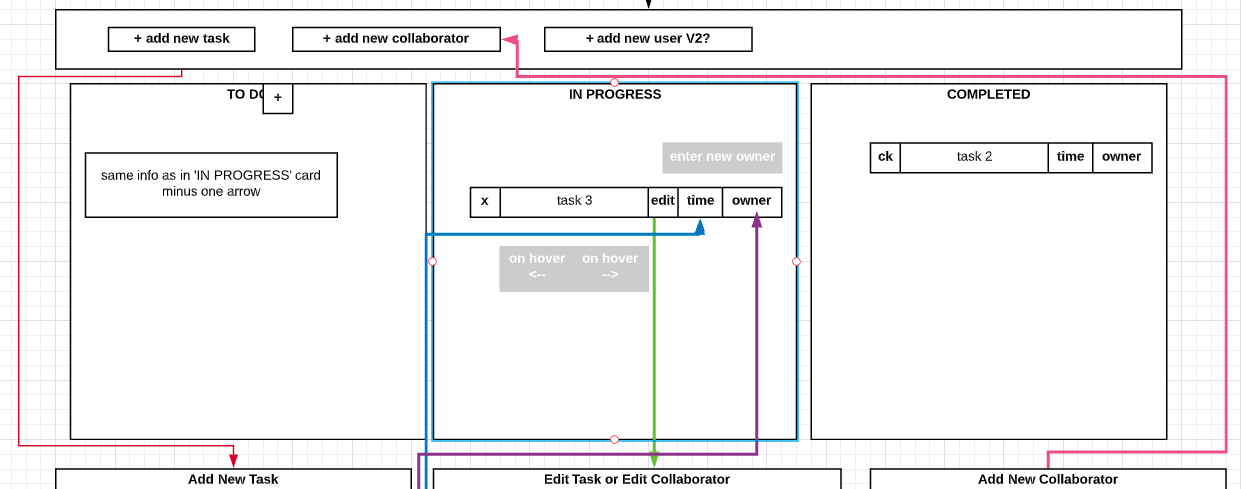 + add new task
+ add new collaborator
+ add new user V2?
TO DO
+
IN PROGRESS
COMPLETED
same info as in 'IN PROGRESS' card
minus one arrow
enter new owner
x
task 3
edit
time
owner
on hover
<--
on hover
-->
ck
task 2
time
owner
Add New Task
Edit Task or Edit Collaborator
Add New Collaborator